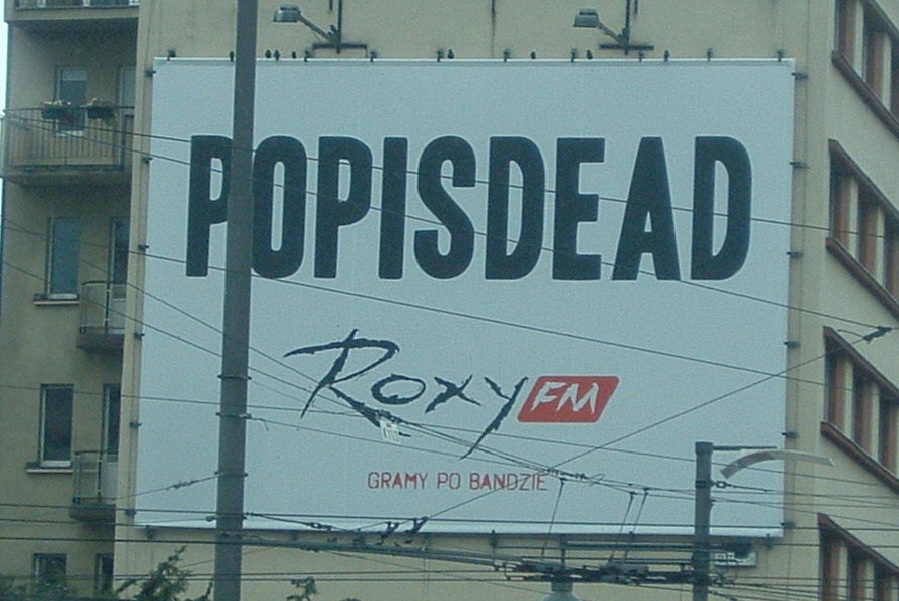 POPISDEAD
ROXY FM
GRAMY PO BANDZIE